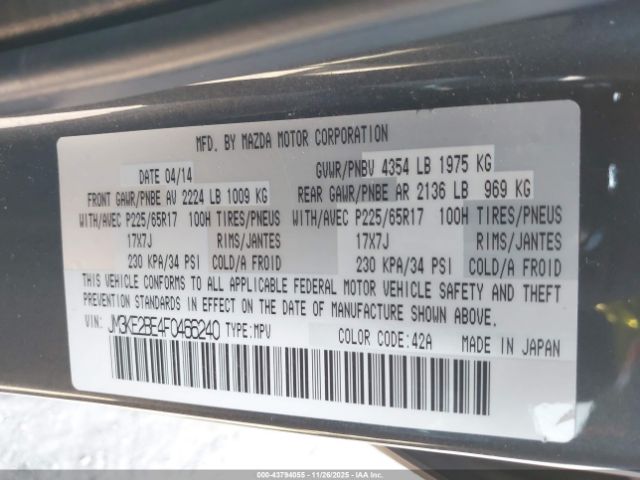 MFD. BY MAZDA MOTOR CORPORATION
DATE 04/14 GVWR/PNBV 4354 LB 1975 KG
FRONT GAWR/PNBE AV 2224 LB 1009 KG REAR GAWR/PNBE AR 2136 LB 969 KG
WITH/AVEC P225/65R17 100H TIRES/PNEUS WITH/AVEC P225/65R17 100H TIRES/PNEUS
17X7J RIMS/JANTES 17X7J RIMS/JANTES
230 KPA/34 PSI COLD/A FROID 230 KPA/34 PSI COLD/A FROID
THIS VEHICLE CONFORMS TO ALL APPLICABLE FEDERAL MOTOR VEHICLE SAFETY AND THEFT
PREVENTION STANDARDS IN EFFECT ON THE DATE OF MANUFACTURE SHOWN ABOVE.
VIN: JM3KE2BE4F0466240 TYPE:MPV COLOR CODE:42A MADE IN JAPAN
000-43794055 11/26/2025 IAAI.COM